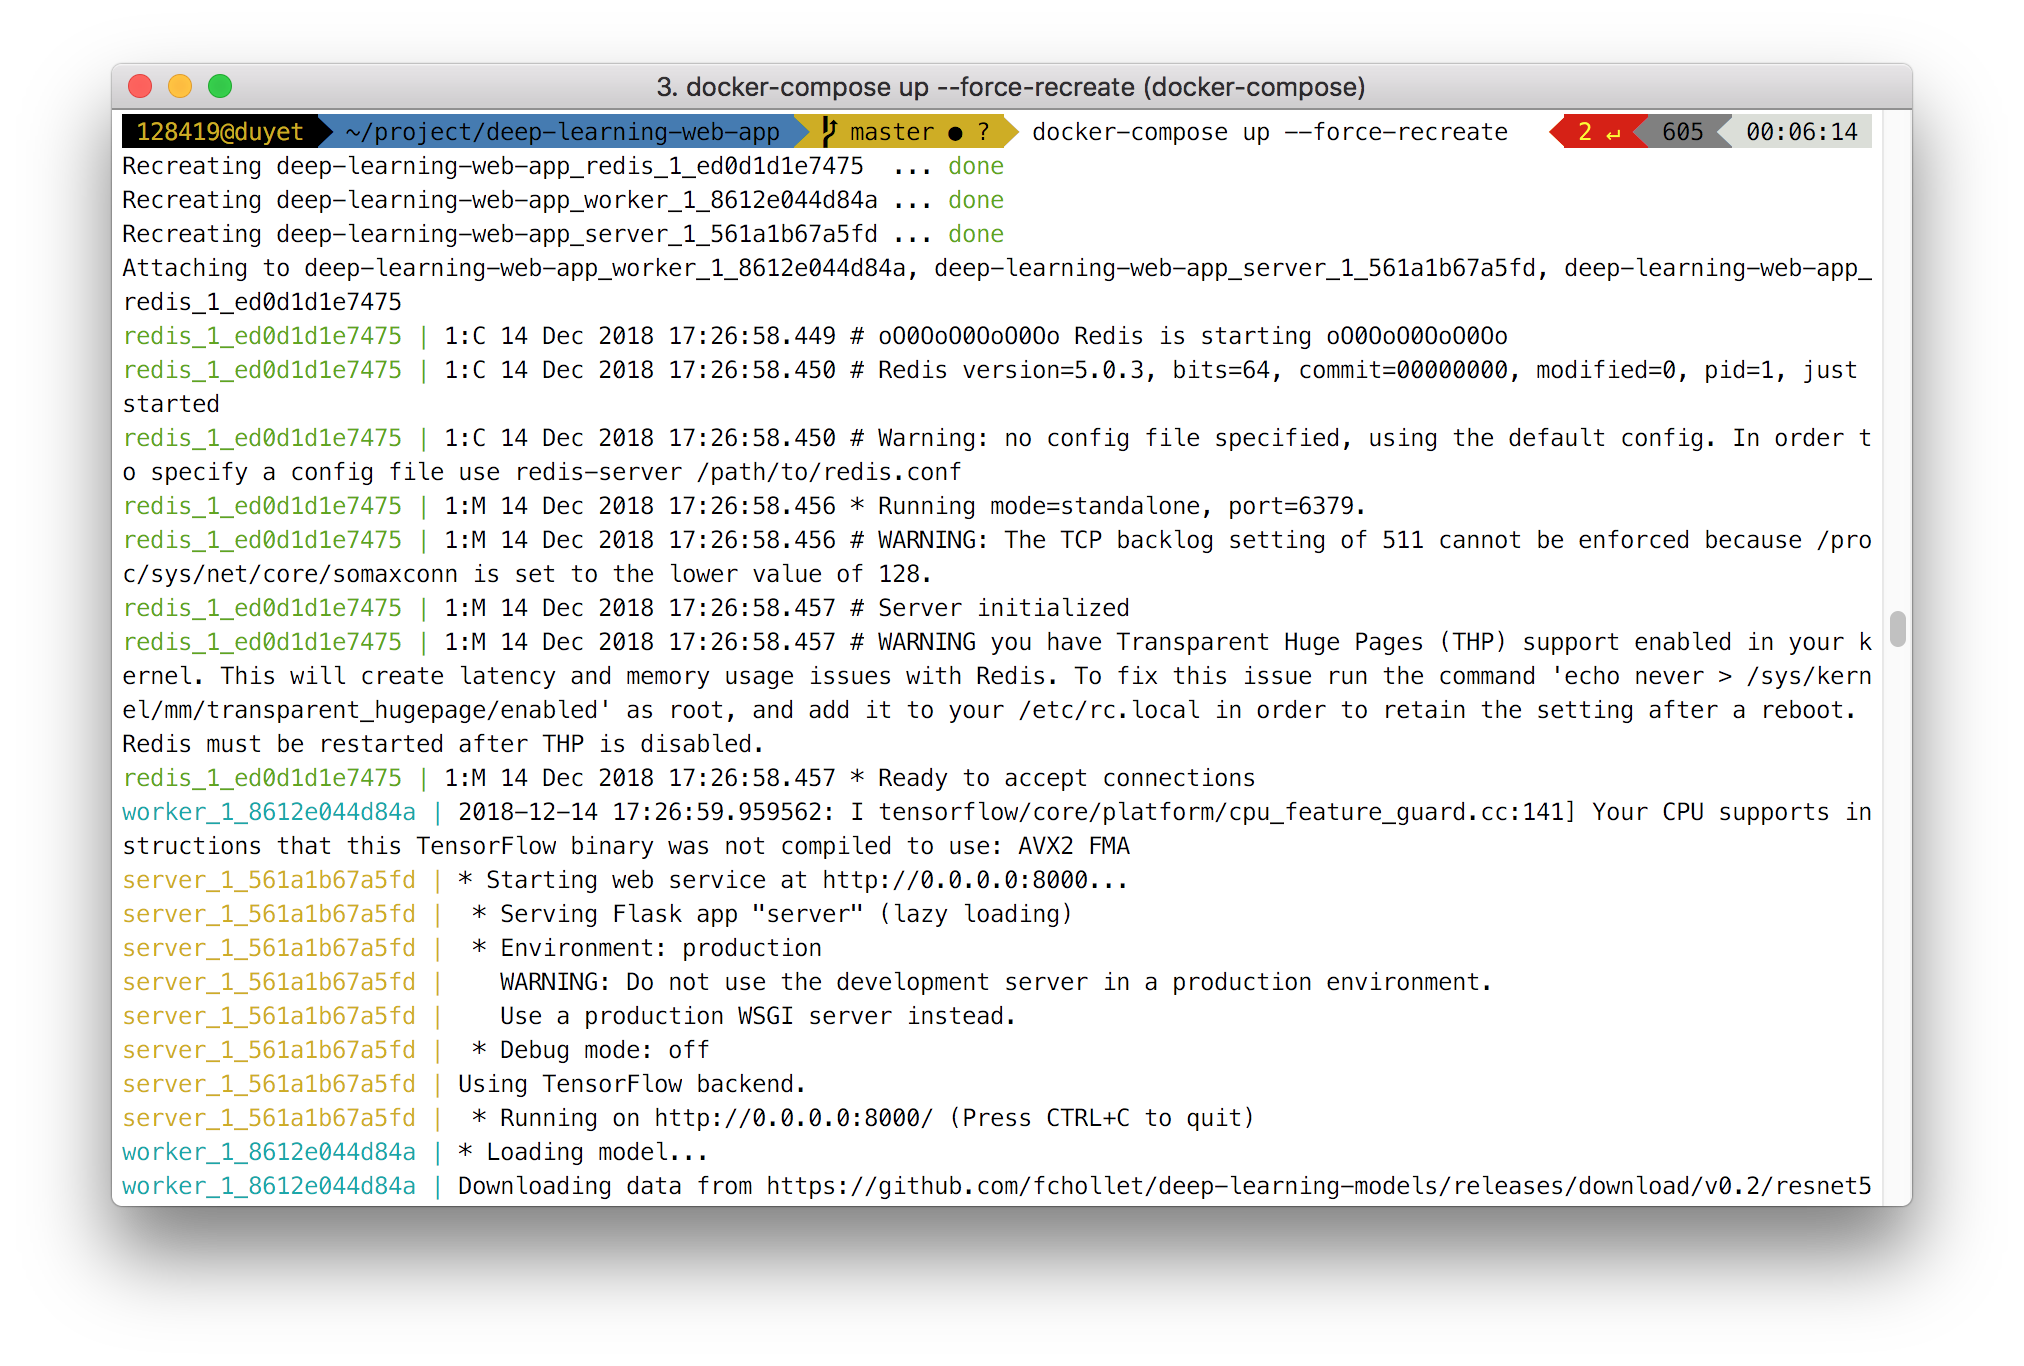 3. docker-compose up --force-recreate (docker-compose)
128419@duyet ~/project/deep-learning-web-app master ● ? docker-compose up --force-recreate 2 ↵ 605 00:06:14
Recreating deep-learning-web-app_redis_1_ed0d1d1e7475  ... done
Recreating deep-learning-web-app_worker_1_8612e044d84a ... done
Recreating deep-learning-web-app_server_1_561a1b67a5fd ... done
Attaching to deep-learning-web-app_worker_1_8612e044d84a, deep-learning-web-app_server_1_561a1b67a5fd, deep-learning-web-app_
redis_1_ed0d1d1e7475
redis_1_ed0d1d1e7475 | 1:C 14 Dec 2018 17:26:58.449 # oO0OoO0OoO0Oo Redis is starting oO0OoO0OoO0Oo
redis_1_ed0d1d1e7475 | 1:C 14 Dec 2018 17:26:58.450 # Redis version=5.0.3, bits=64, commit=00000000, modified=0, pid=1, just
started
redis_1_ed0d1d1e7475 | 1:C 14 Dec 2018 17:26:58.450 # Warning: no config file specified, using the default config. In order t
o specify a config file use redis-server /path/to/redis.conf
redis_1_ed0d1d1e7475 | 1:M 14 Dec 2018 17:26:58.456 * Running mode=standalone, port=6379.
redis_1_ed0d1d1e7475 | 1:M 14 Dec 2018 17:26:58.456 # WARNING: The TCP backlog setting of 511 cannot be enforced because /pro
c/sys/net/core/somaxconn is set to the lower value of 128.
redis_1_ed0d1d1e7475 | 1:M 14 Dec 2018 17:26:58.457 # Server initialized
redis_1_ed0d1d1e7475 | 1:M 14 Dec 2018 17:26:58.457 # WARNING you have Transparent Huge Pages (THP) support enabled in your k
ernel. This will create latency and memory usage issues with Redis. To fix this issue run the command 'echo never > /sys/kern
el/mm/transparent_hugepage/enabled' as root, and add it to your /etc/rc.local in order to retain the setting after a reboot.
Redis must be restarted after THP is disabled.
redis_1_ed0d1d1e7475 | 1:M 14 Dec 2018 17:26:58.457 * Ready to accept connections
worker_1_8612e044d84a | 2018-12-14 17:26:59.959562: I tensorflow/core/platform/cpu_feature_guard.cc:141] Your CPU supports in
structions that this TensorFlow binary was not compiled to use: AVX2 FMA
server_1_561a1b67a5fd | * Starting web service at http://0.0.0.0:8000...
server_1_561a1b67a5fd |  * Serving Flask app "server" (lazy loading)
server_1_561a1b67a5fd |  * Environment: production
server_1_561a1b67a5fd |    WARNING: Do not use the development server in a production environment.
server_1_561a1b67a5fd |    Use a production WSGI server instead.
server_1_561a1b67a5fd |  * Debug mode: off
server_1_561a1b67a5fd | Using TensorFlow backend.
server_1_561a1b67a5fd |  * Running on http://0.0.0.0:8000/ (Press CTRL+C to quit)
worker_1_8612e044d84a | * Loading model...
worker_1_8612e044d84a | Downloading data from https://github.com/fchollet/deep-learning-models/releases/download/v0.2/resnet5